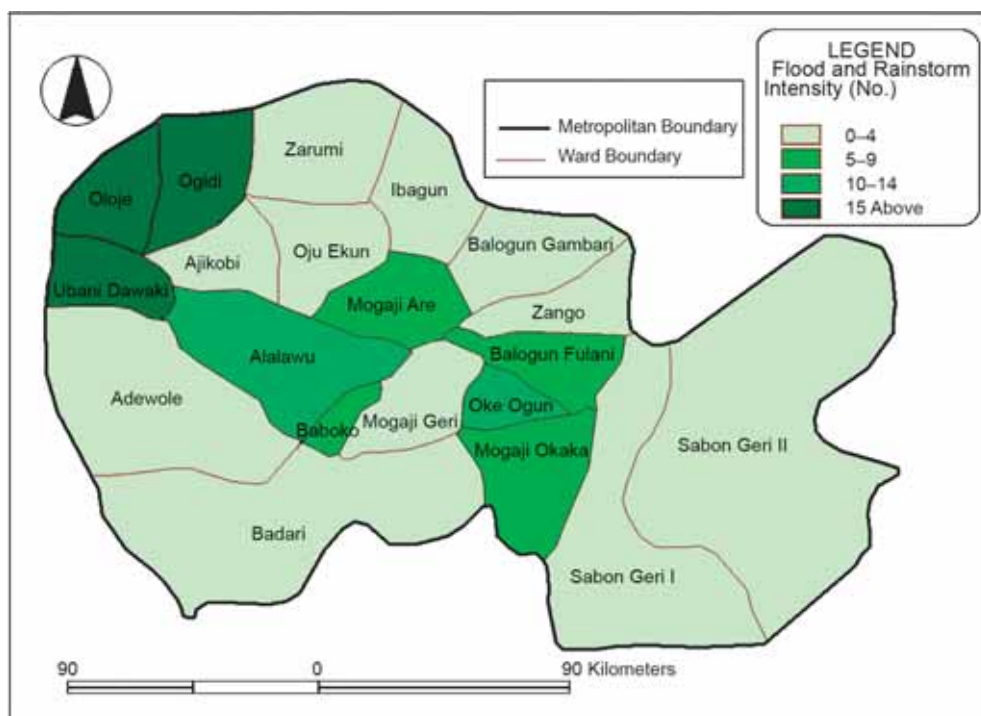 LEGEND
Flood and Rainstorm
Intensity (No.)
0–4
5–9
10–14
15 Above
Metropolitan Boundary
Ward Boundary
Zarumi
Ibagun
Ogidi
Oloje
Oju Ekun
Balogun Gambari
Ajikobi
Ubani Dawaki
Mogaji Are
Zango
Alalawu
Balogun Fulani
Adewole
Oke Ogun
Mogaji Geri
Baboko
Mogaji Okaka
Sabon Geri II
Badari
Sabon Geri I
90 0 90 Kilometers